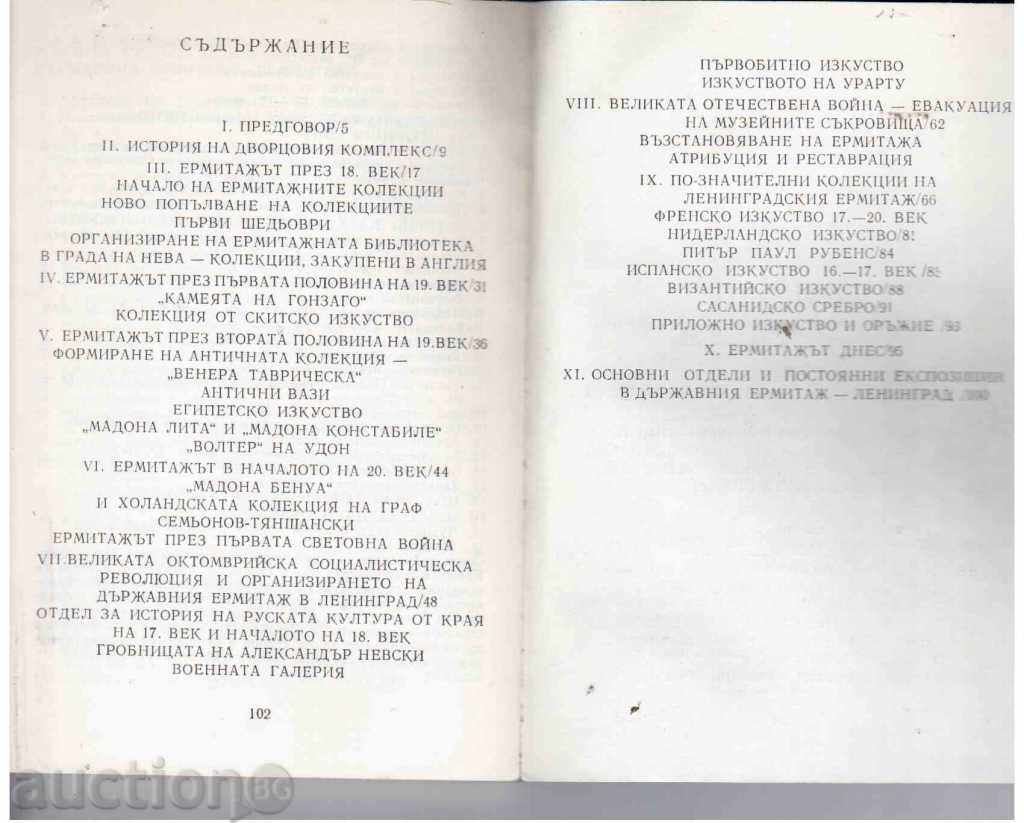 СЪДЪРЖАНИЕ
I. ПРЕДГОВОР/5
II. ИСТОРИЯ НА ДВОРЦОВИЯ КОМПЛЕКС/9
III. ЕРМИТАЖЪТ ПРЕЗ 18. ВЕК/17
НАЧАЛО НА ЕРМИТАЖНИТЕ КОЛЕКЦИИ
НОВО ПОПЪЛВАНЕ НА КОЛЕКЦИИТЕ
ПЪРВИ ШЕДЬОВРИ
ОРГАНИЗИРАНЕ НА ЕРМИТАЖНАТА БИБЛИОТЕКА
В ГРАДА НА НЕВА — КОЛЕКЦИИ, ЗАКУПЕНИ В АНГЛИЯ
IV. ЕРМИТАЖЪТ ПРЕЗ ПЪРВАТА ПОЛОВИНА НА 19. ВЕК/31
„КАМЕЯТА НА ГОНЗАГО“
КОЛЕКЦИЯ ОТ СКИТСКО ИЗКУСТВО
V. ЕРМИТАЖЪТ ПРЕЗ ВТОРАТА ПОЛОВИНА НА 19.ВЕК/36
ФОРМИРАНЕ НА АНТИЧНАТА КОЛЕКЦИЯ —
„ВЕНЕРА ТАВРИЧЕСКА“
АНТИЧНИ ВАЗИ
ЕГИПЕТСКО ИЗКУСТВО
„МАДОНА ЛИТА“ И „МАДОНА КОНСТАБИЛЕ“
„ВОЛТЕР“ НА УДОН
VI. ЕРМИТАЖЪТ В НАЧАЛОТО НА 20. ВЕК/44
„МАДОНА БЕНУА“
И ХОЛАНДСКАТА КОЛЕКЦИЯ НА ГРАФ
СЕМЬОНОВ-ТЯНШАНСКИ
ЕРМИТАЖЪТ ПРЕЗ ПЪРВАТА СВЕТОВНА ВОЙНА
VII. ВЕЛИКАТА ОКТОМВРИЙСКА СОЦИАЛИСТИЧЕСКА
РЕВОЛЮЦИЯ И ОРГАНИЗИРАНЕТО НА
ДЪРЖАВНИЯ ЕРМИТАЖ В ЛЕНИНГРАД/48
ОТДЕЛ ЗА ИСТОРИЯ НА РУСКАТА КУЛТУРА ОТ КРАЯ
НА 17. ВЕК И НАЧАЛОТО НА 18. ВЕК
ГРОБНИЦАТА НА АЛЕКСАНДЪР НЕВСКИ
ВОЕННАТА ГАЛЕРИЯ
102
ПЪРВОБИТНО ИЗКУСТВО
ИЗКУСТВОТО НА УРАРТУ
VIII. ВЕЛИКАТА ОТЕЧЕСТВЕНА ВОЙНА — ЕВАКУАЦИЯ
НА МУЗЕЙНИТЕ СЪКРОВИЩА/62
ВЪЗСТАНОВЯВАНЕ НА ЕРМИТАЖА
АТРИБУЦИЯ И РЕСТАВРАЦИЯ
IX. ПО-ЗНАЧИТЕЛНИ КОЛЕКЦИИ НА
ЛЕНИНГРАДСКИЯ ЕРМИТАЖ/66
ФРЕНСКО ИЗКУСТВО 17.—20. ВЕК
НИДЕРЛАНДСКО ИЗКУСТВО/81
ПИТЪР ПАУЛ РУБЕНС/84
ИСПАНСКО ИЗКУСТВО 16.—17. ВЕК
ВИЗАНТИЙСКО ИЗКУСТВО/88
САСАНИДСКО СРЕБРО/91
ПРИЛОЖНО ИЗКУСТВО И ОРЪЖИЕ /93
X. ЕРМИТАЖЪТ ДНЕС/95
XI. ОСНОВНИ ОТДЕЛИ И ПОСТОЯННИ ЕКСПОЗИЦИИ
В ДЪРЖАВНИЯ ЕРМИТАЖ — ЛЕНИНГРАД
auction BG